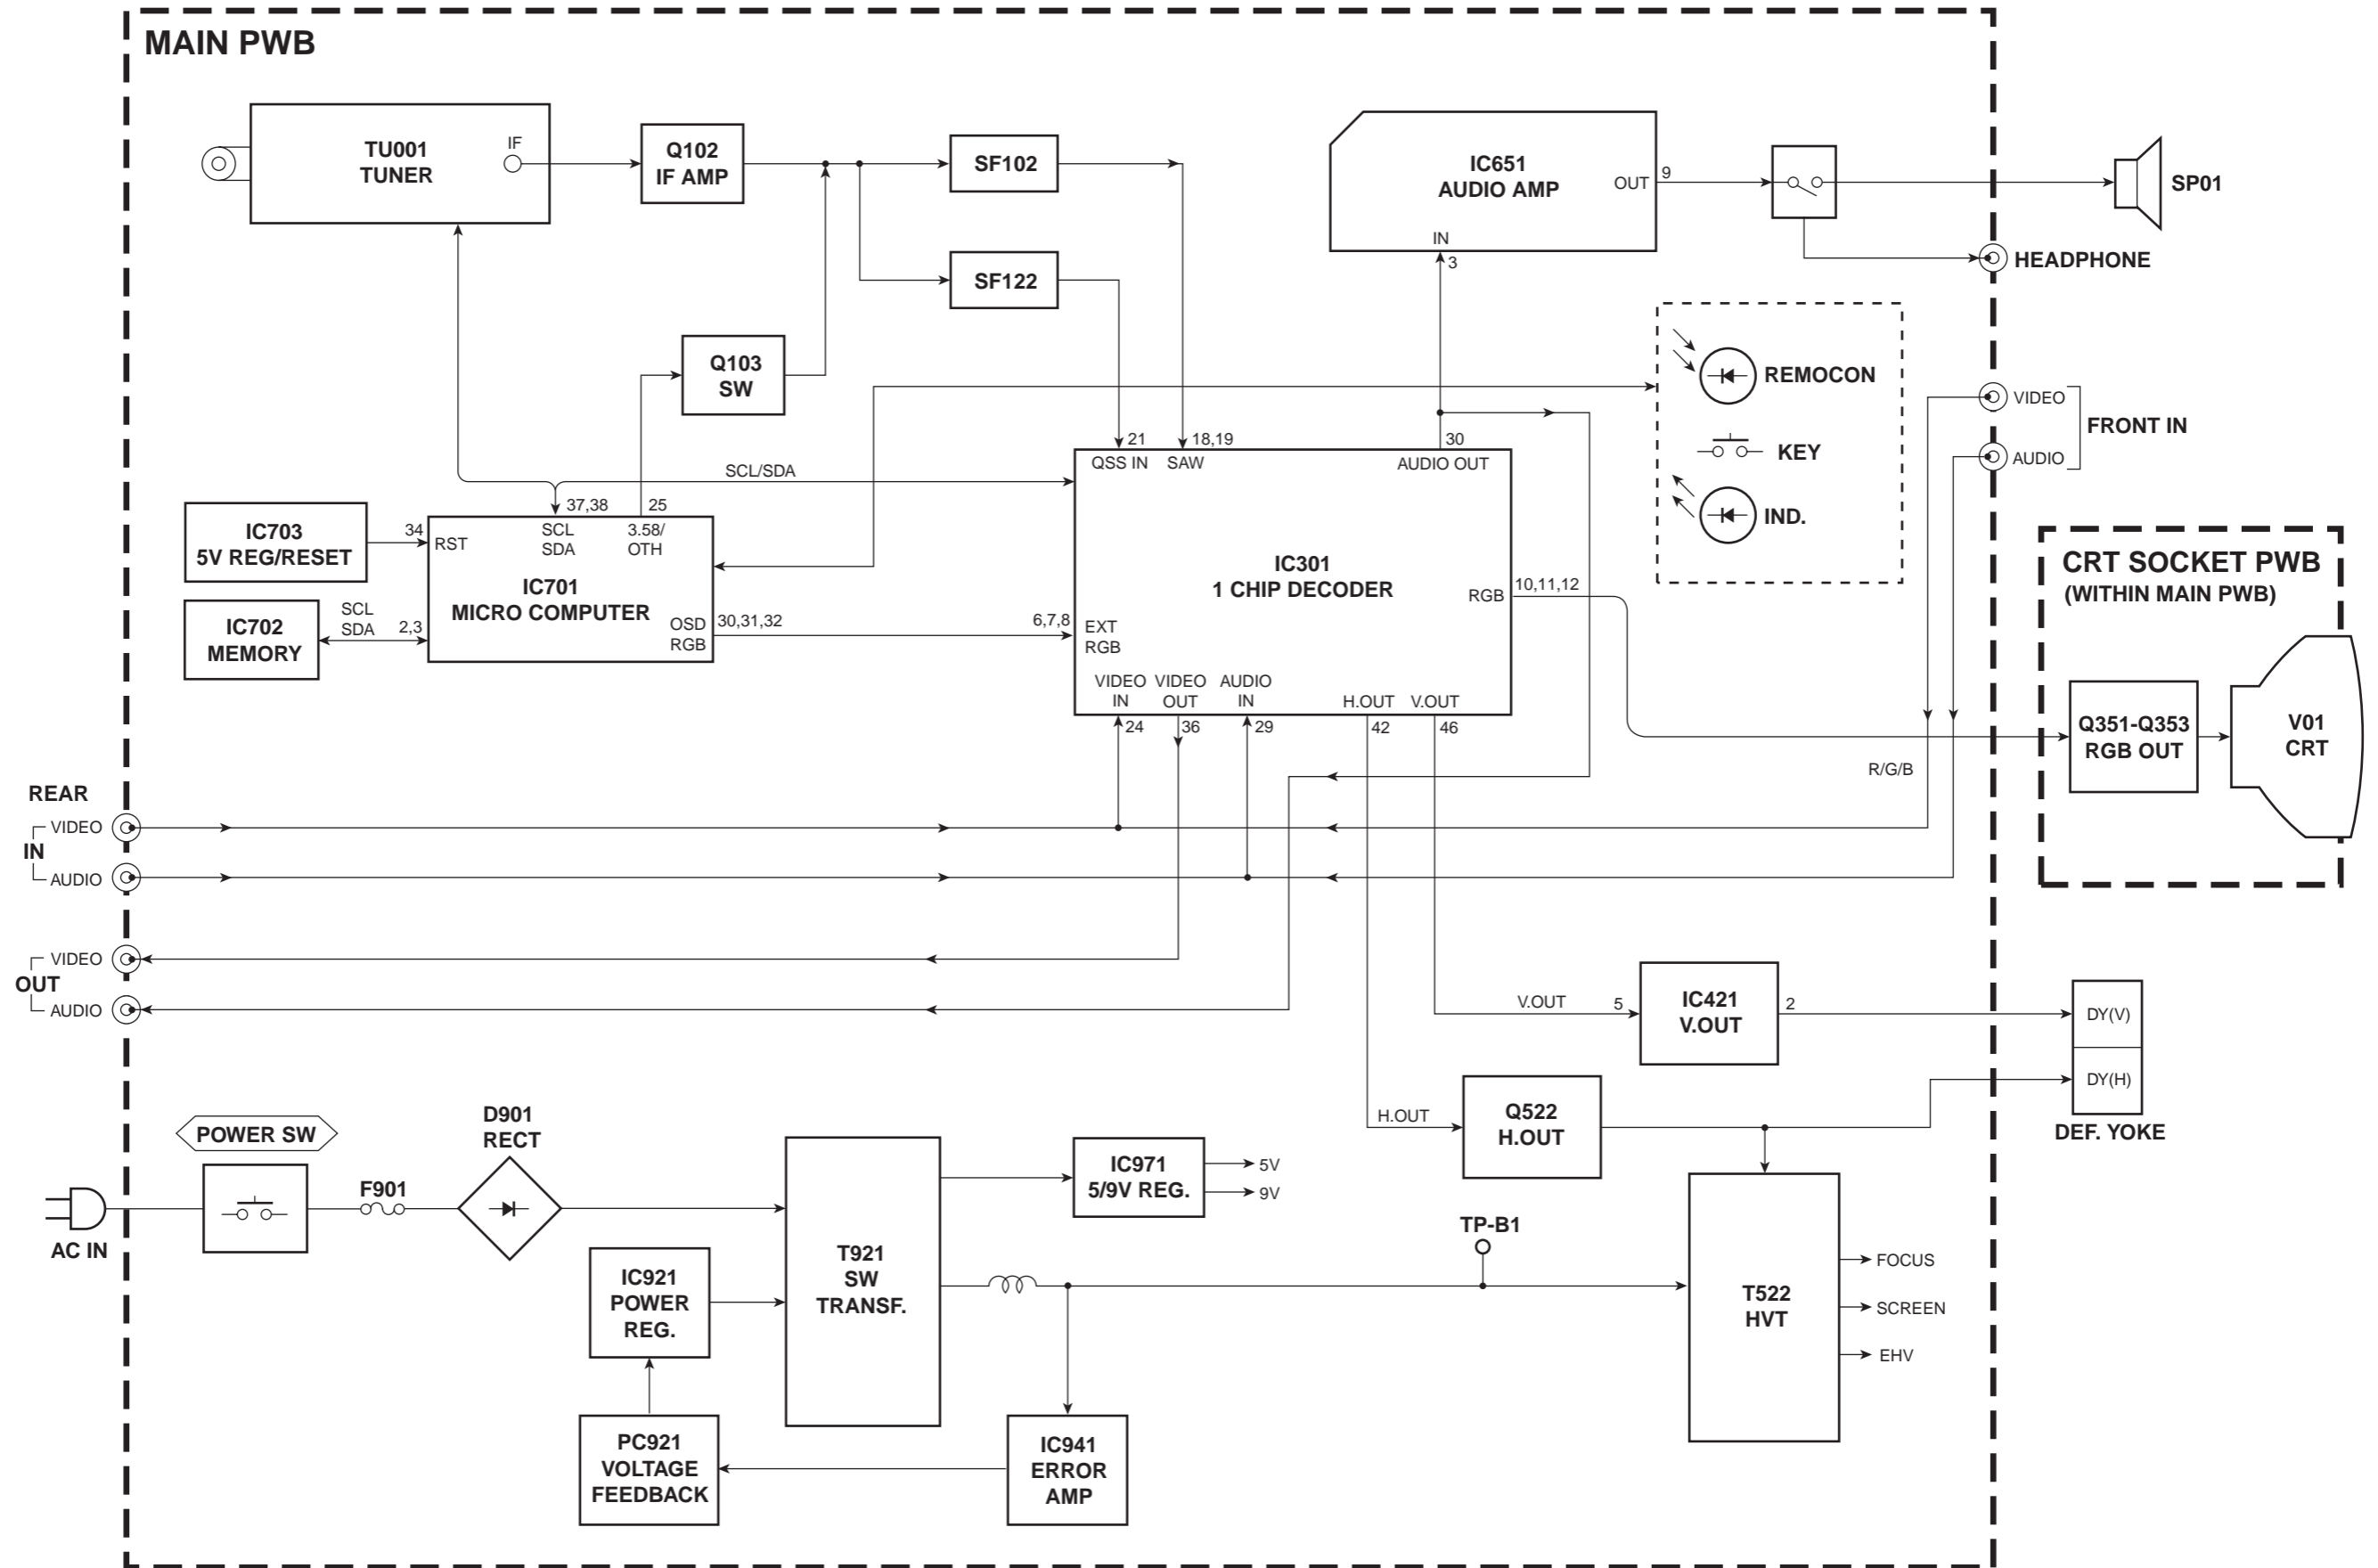 MAIN PWB
TU001
TUNER
IF
Q102
IF AMP
SF102
SF122
Q103
SW
IC651
AUDIO AMP
OUT
9
IN
3
SP01
HEADPHONE
REMOCON
KEY
IND.
VIDEO
AUDIO
FRONT IN
SCL/SDA
21
18,19
30
QSS IN
SAW
AUDIO OUT
IC301
1 CHIP DECODER
RGB
10,11,12
6,7,8
EXT
RGB
VIDEO
IN
VIDEO
OUT
AUDIO
IN
H.OUT
V.OUT
24
36
29
42
46
IC703
5V REG/RESET
34
RST
37,38
25
SCL
SDA
3.58/
OTH
IC701
MICRO COMPUTER
OSD
RGB
30,31,32
IC702
MEMORY
SCL
SDA
2,3
CRT SOCKET PWB
(WITHIN MAIN PWB)
Q351-Q353
RGB OUT
V01
CRT
R/G/B
REAR
VIDEO
IN
AUDIO
VIDEO
OUT
AUDIO
V.OUT
5
IC421
V.OUT
2
DY(V)
DY(H)
DEF. YOKE
H.OUT
Q522
H.OUT
POWER SW
AC IN
F901
D901
RECT
T921
SW
TRANSF.
IC971
5/9V REG.
5V
9V
IC921
POWER
REG.
PC921
VOLTAGE
FEEDBACK
IC941
ERROR
AMP
TP-B1
T522
HVT
FOCUS
SCREEN
EHV